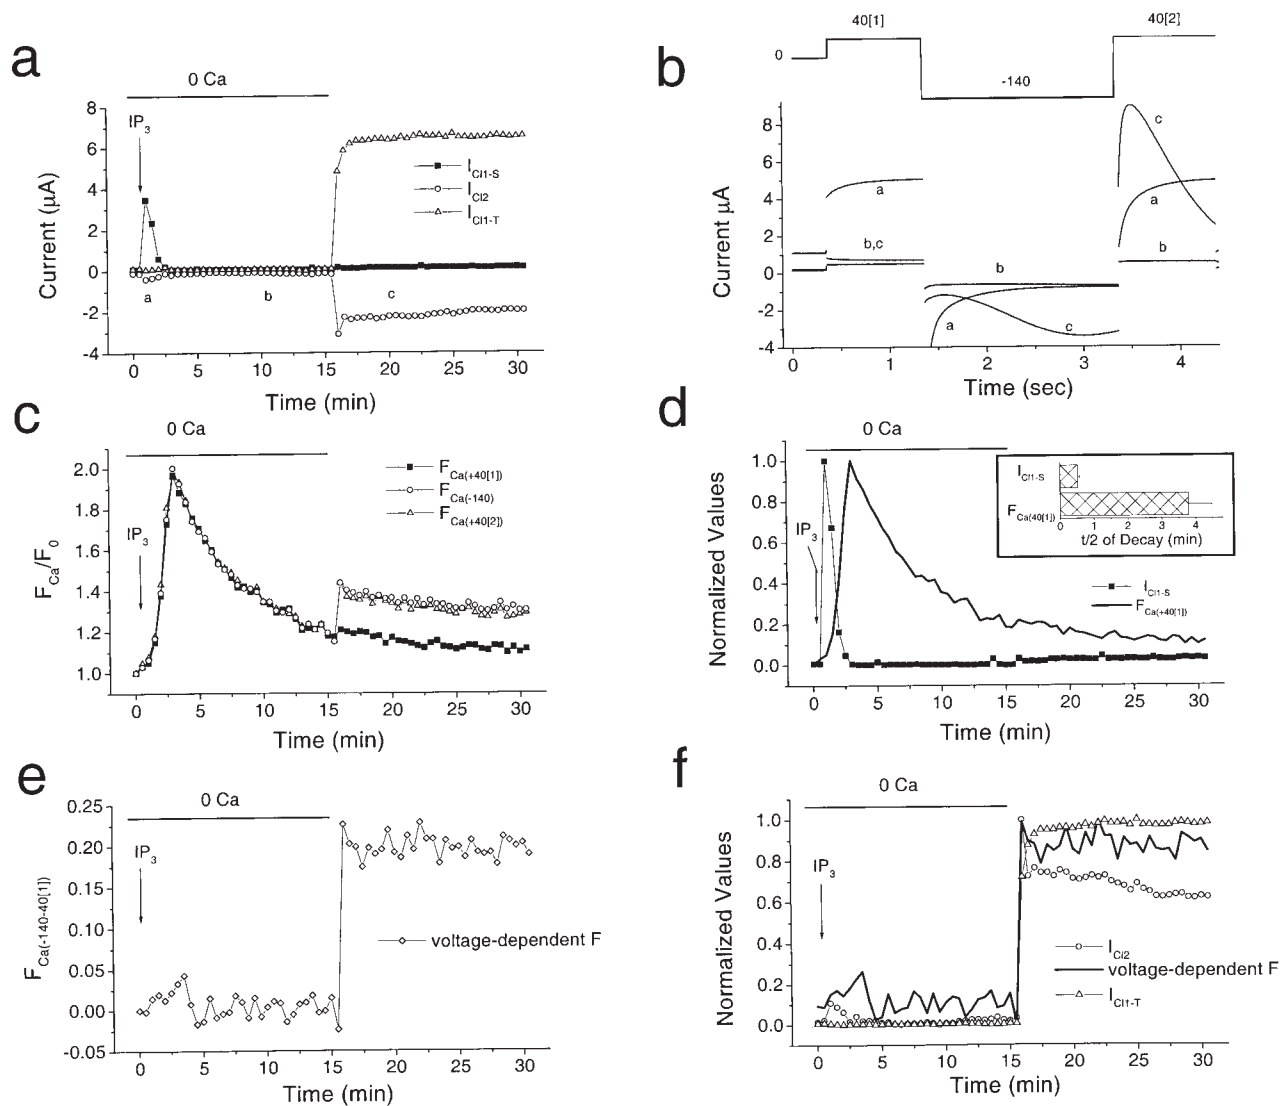 a
0 Ca
IP3
8
6
4
2
0
-2
-4
Current (μA)
ICl1-S
ICl2
ICl1-T
a
b
c
0
5
10
15
20
25
30
Time (min)
b
40[1]
40[2]
0
-140
8
6
4
2
0
-2
-4
Current μA
c
a
a
b,c
b
b
a
c
0
1
2
3
4
Time (sec)
c
0 Ca
IP3
2.0
1.8
1.6
1.4
1.2
1.0
FCa/F0
FCa(+40[1])
FCa(-140)
FCa(+40[2])
0
5
10
15
20
25
30
Time (min)
d
0 Ca
IP3
1.0
0.8
0.6
0.4
0.2
0.0
Normalized Values
ICl1-S
FCa(40[1])
0
1
2
3
4
t/2 of Decay (min)
ICl1-S
FCa(+40[1])
0
5
10
15
20
25
30
Time (min)
e
0 Ca
IP3
0.25
0.20
0.15
0.10
0.05
0.00
-0.05
FCa(-140-40[1])
voltage-dependent F
0
5
10
15
20
25
30
Time (min)
f
0 Ca
IP3
1.0
0.8
0.6
0.4
0.2
0.0
Normalized Values
ICl2
voltage-dependent F
ICl1-T
0
5
10
15
20
25
30
Time (min)